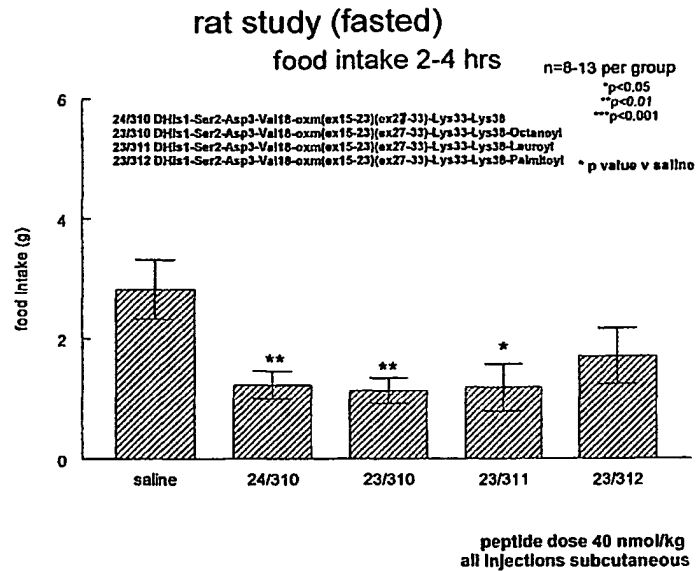 rat study (fasted)
food intake 2-4 hrs
n=8-13 per group
*p<0.05
**p<0.01
***p<0.001
* p value v saline
24/310 DHis1-Ser2-Asp3-Val18-oxm(ex15-23)(ex27-33)-Lys33-Lys38
23/310 DHis1-Ser2-Asp3-Val18-oxm(ex15-23)(ex27-33)-Lys33-Lys38-Octanoyl
23/311 DHis1-Ser2-Asp3-Val18-oxm(ex15-23)(ex27-33)-Lys33-Lys38-Lauroyl
23/312 DHis1-Ser2-Asp3-Val18-oxm(ex15-23)(ex27-33)-Lys33-Lys38-Palmitoyl
food intake (g)
6
4
2
0
** ** *
saline 24/310 23/310 23/311 23/312
peptide dose 40 nmol/kg
all injections subcutaneous